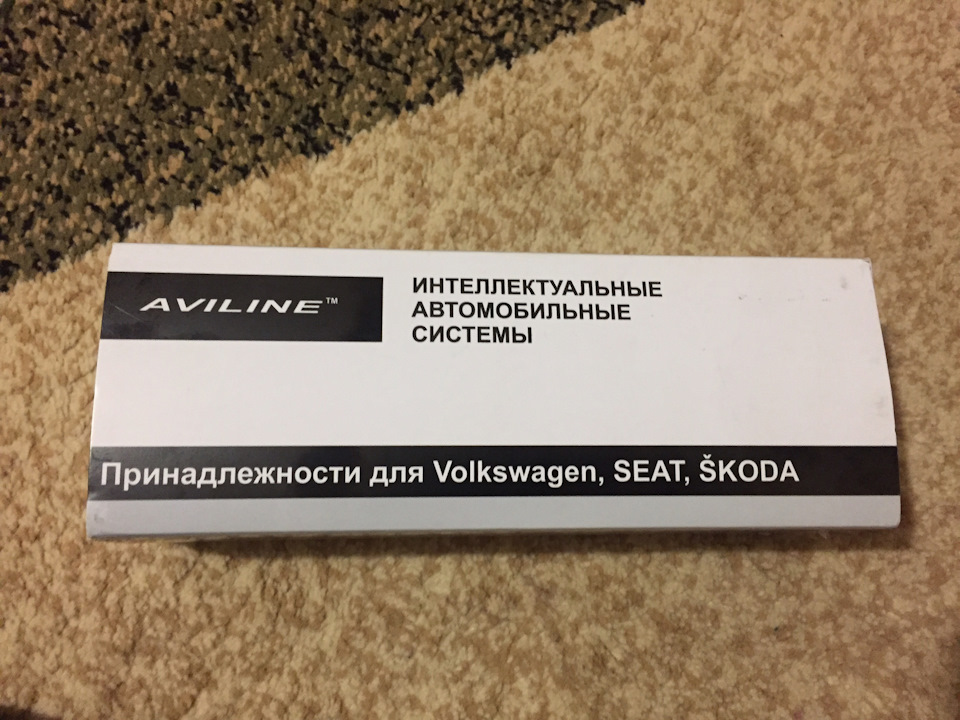 AVILINE™
ИНТЕЛЛЕКТУАЛЬНЫЕ
АВТОМОБИЛЬНЫЕ
СИСТЕМЫ
Принадлежности для Volkswagen, SEAT, ŠKODA